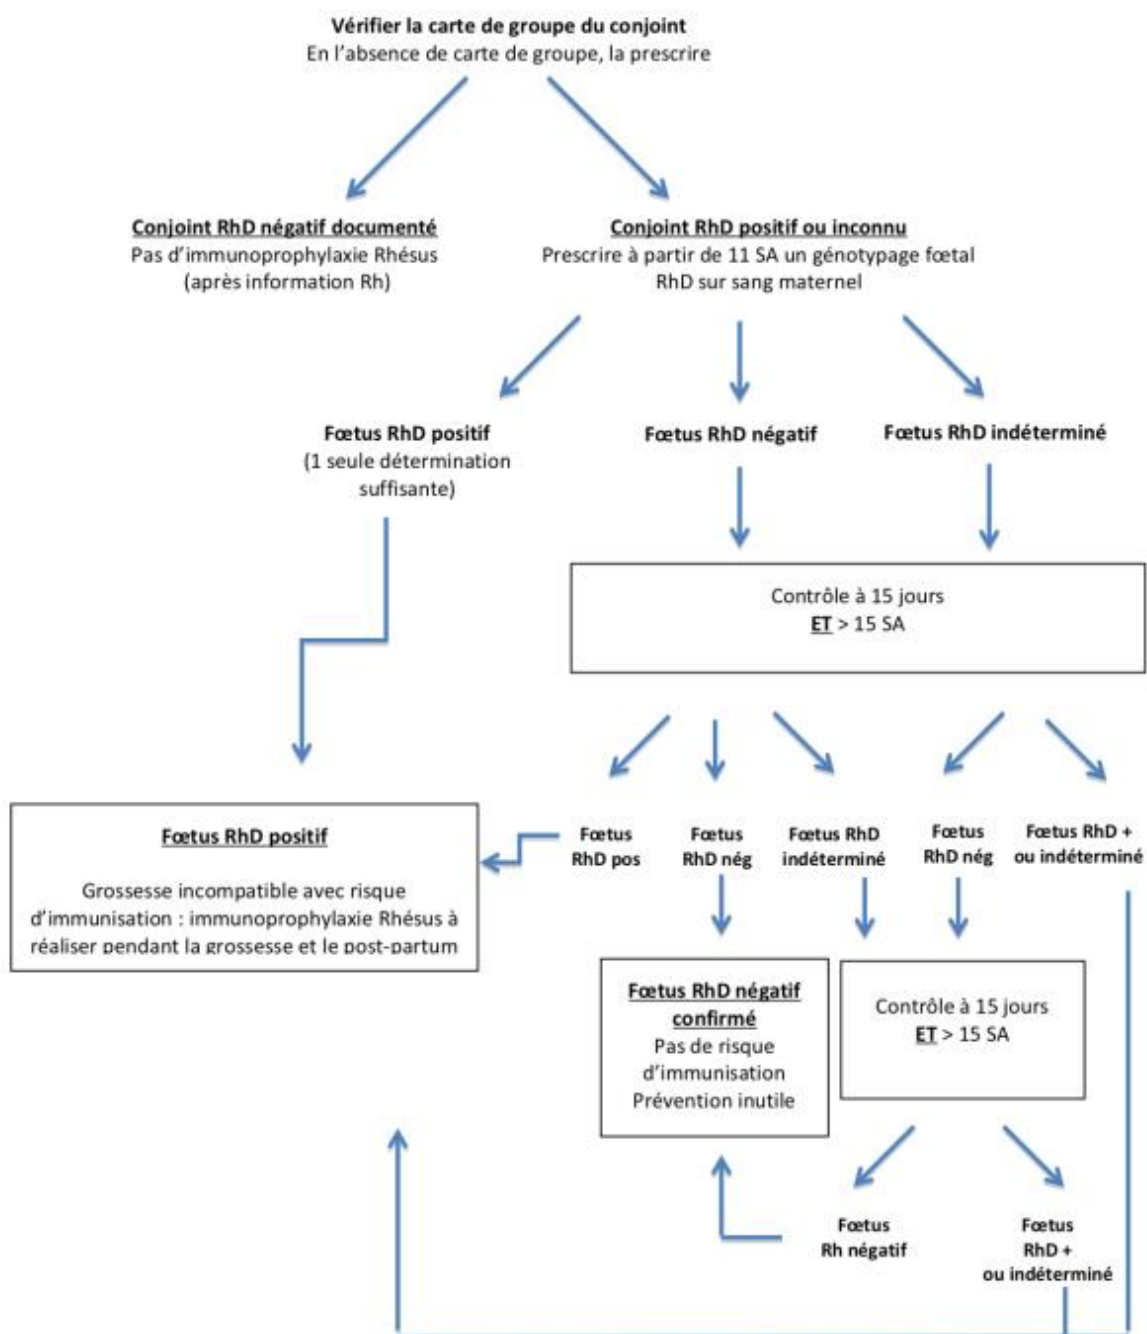 Vérifier la carte de groupe du conjoint
En l'absence de carte de groupe, la prescrire
Conjoint RhD négatif documenté
Pas d'immunoprophylaxie Rhésus
(après information Rh)
Conjoint RhD positif ou inconnu
Prescrire à partir de 11 SA un génotypage fœtal
RhD sur sang maternel
Fœtus RhD positif
(1 seule détermination
suffisante)
Fœtus RhD négatif
Fœtus RhD indéterminé
Contrôle à 15 jours
ET > 15 SA
Fœtus RhD positif
Grossesse incompatible avec risque
d'immunisation : immunoprophylaxie Rhésus à
réaliser pendant la grossesse et le post-partum
Fœtus
RhD pos
Fœtus
RhD nég
Fœtus RhD
indéterminé
Fœtus
RhD nég
Fœtus RhD +
ou indéterminé
Fœtus RhD négatif
confirmé
Pas de risque
d'immunisation
Prévention inutile
Contrôle à 15 jours
ET > 15 SA
Fœtus
Rh négatif
Fœtus
RhD +
ou indéterminé